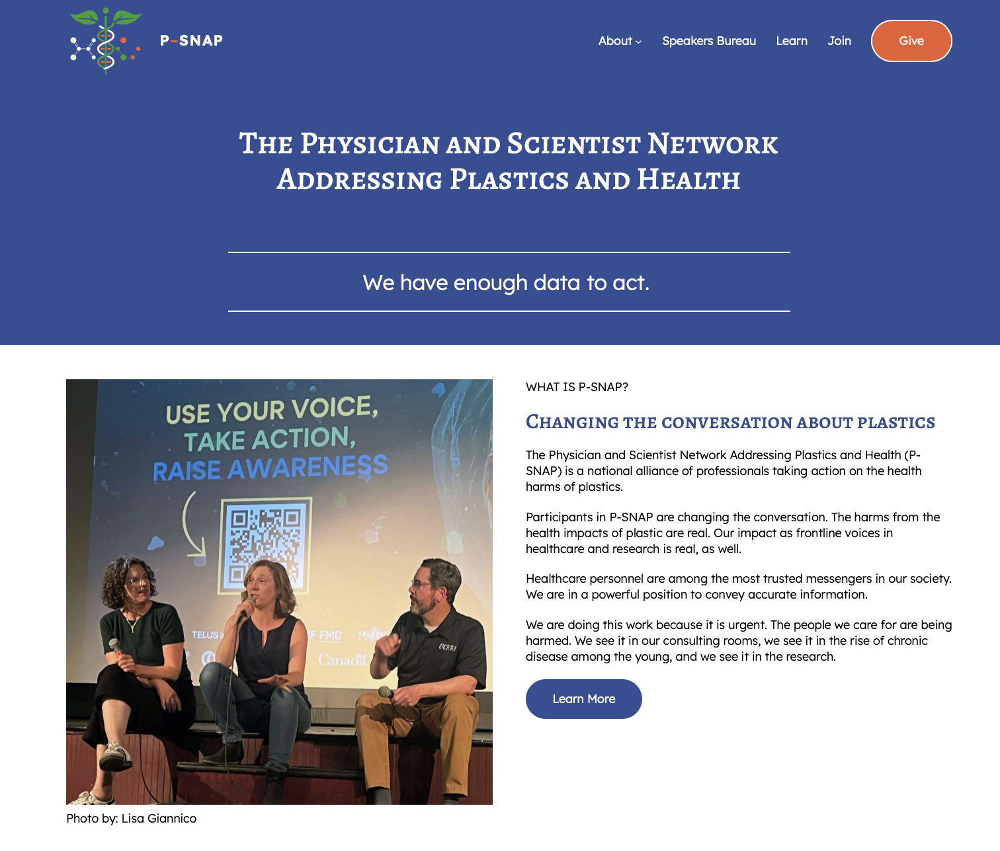 P-SNAP
About
Speakers Bureau
Learn
Join
Give
The Physician and Scientist Network
Addressing Plastics and Health
We have enough data to act.
USE YOUR VOICE,
TAKE ACTION,
RAISE AWARENESS
TELUS
FMC
Canada
UCRRA
Photo by: Lisa Giannico
WHAT IS P-SNAP?
Changing the conversation about plastics
The Physician and Scientist Network Addressing Plastics and Health (P-
SNAP) is a national alliance of professionals taking action on the health
harms of plastics.
Participants in P-SNAP are changing the conversation. The harms from the
health impacts of plastic are real. Our impact as frontline voices in
healthcare and research is real, as well.
Healthcare personnel are among the most trusted messengers in our society.
We are in a powerful position to convey accurate information.
We are doing this work because it is urgent. The people we care for are being
harmed. We see it in our consulting rooms, we see it in the rise of chronic
disease among the young, and we see it in the research.
Learn More